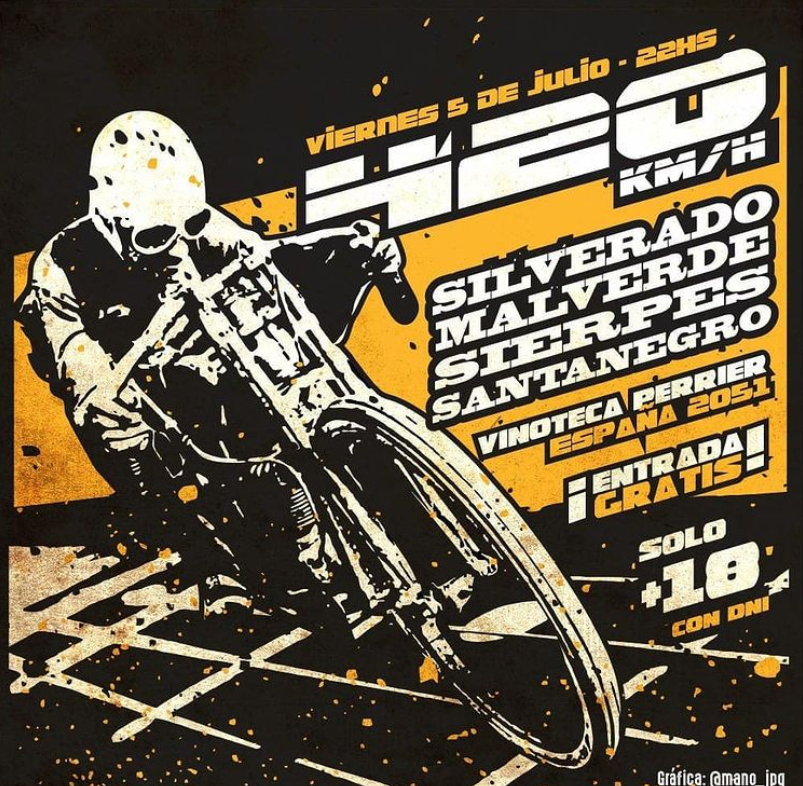 VIERNES 5 DE JULIO - 22HS
420
KM/H
SILVERADO
MALVERDE
SIERPES
SANTANEGRO
VINOTECA PERRIER
ESPAÑA 2051
¡ENTRADA
GRATIS!
SOLO
+18
CON DNI
Gráfica: @mano_jpg